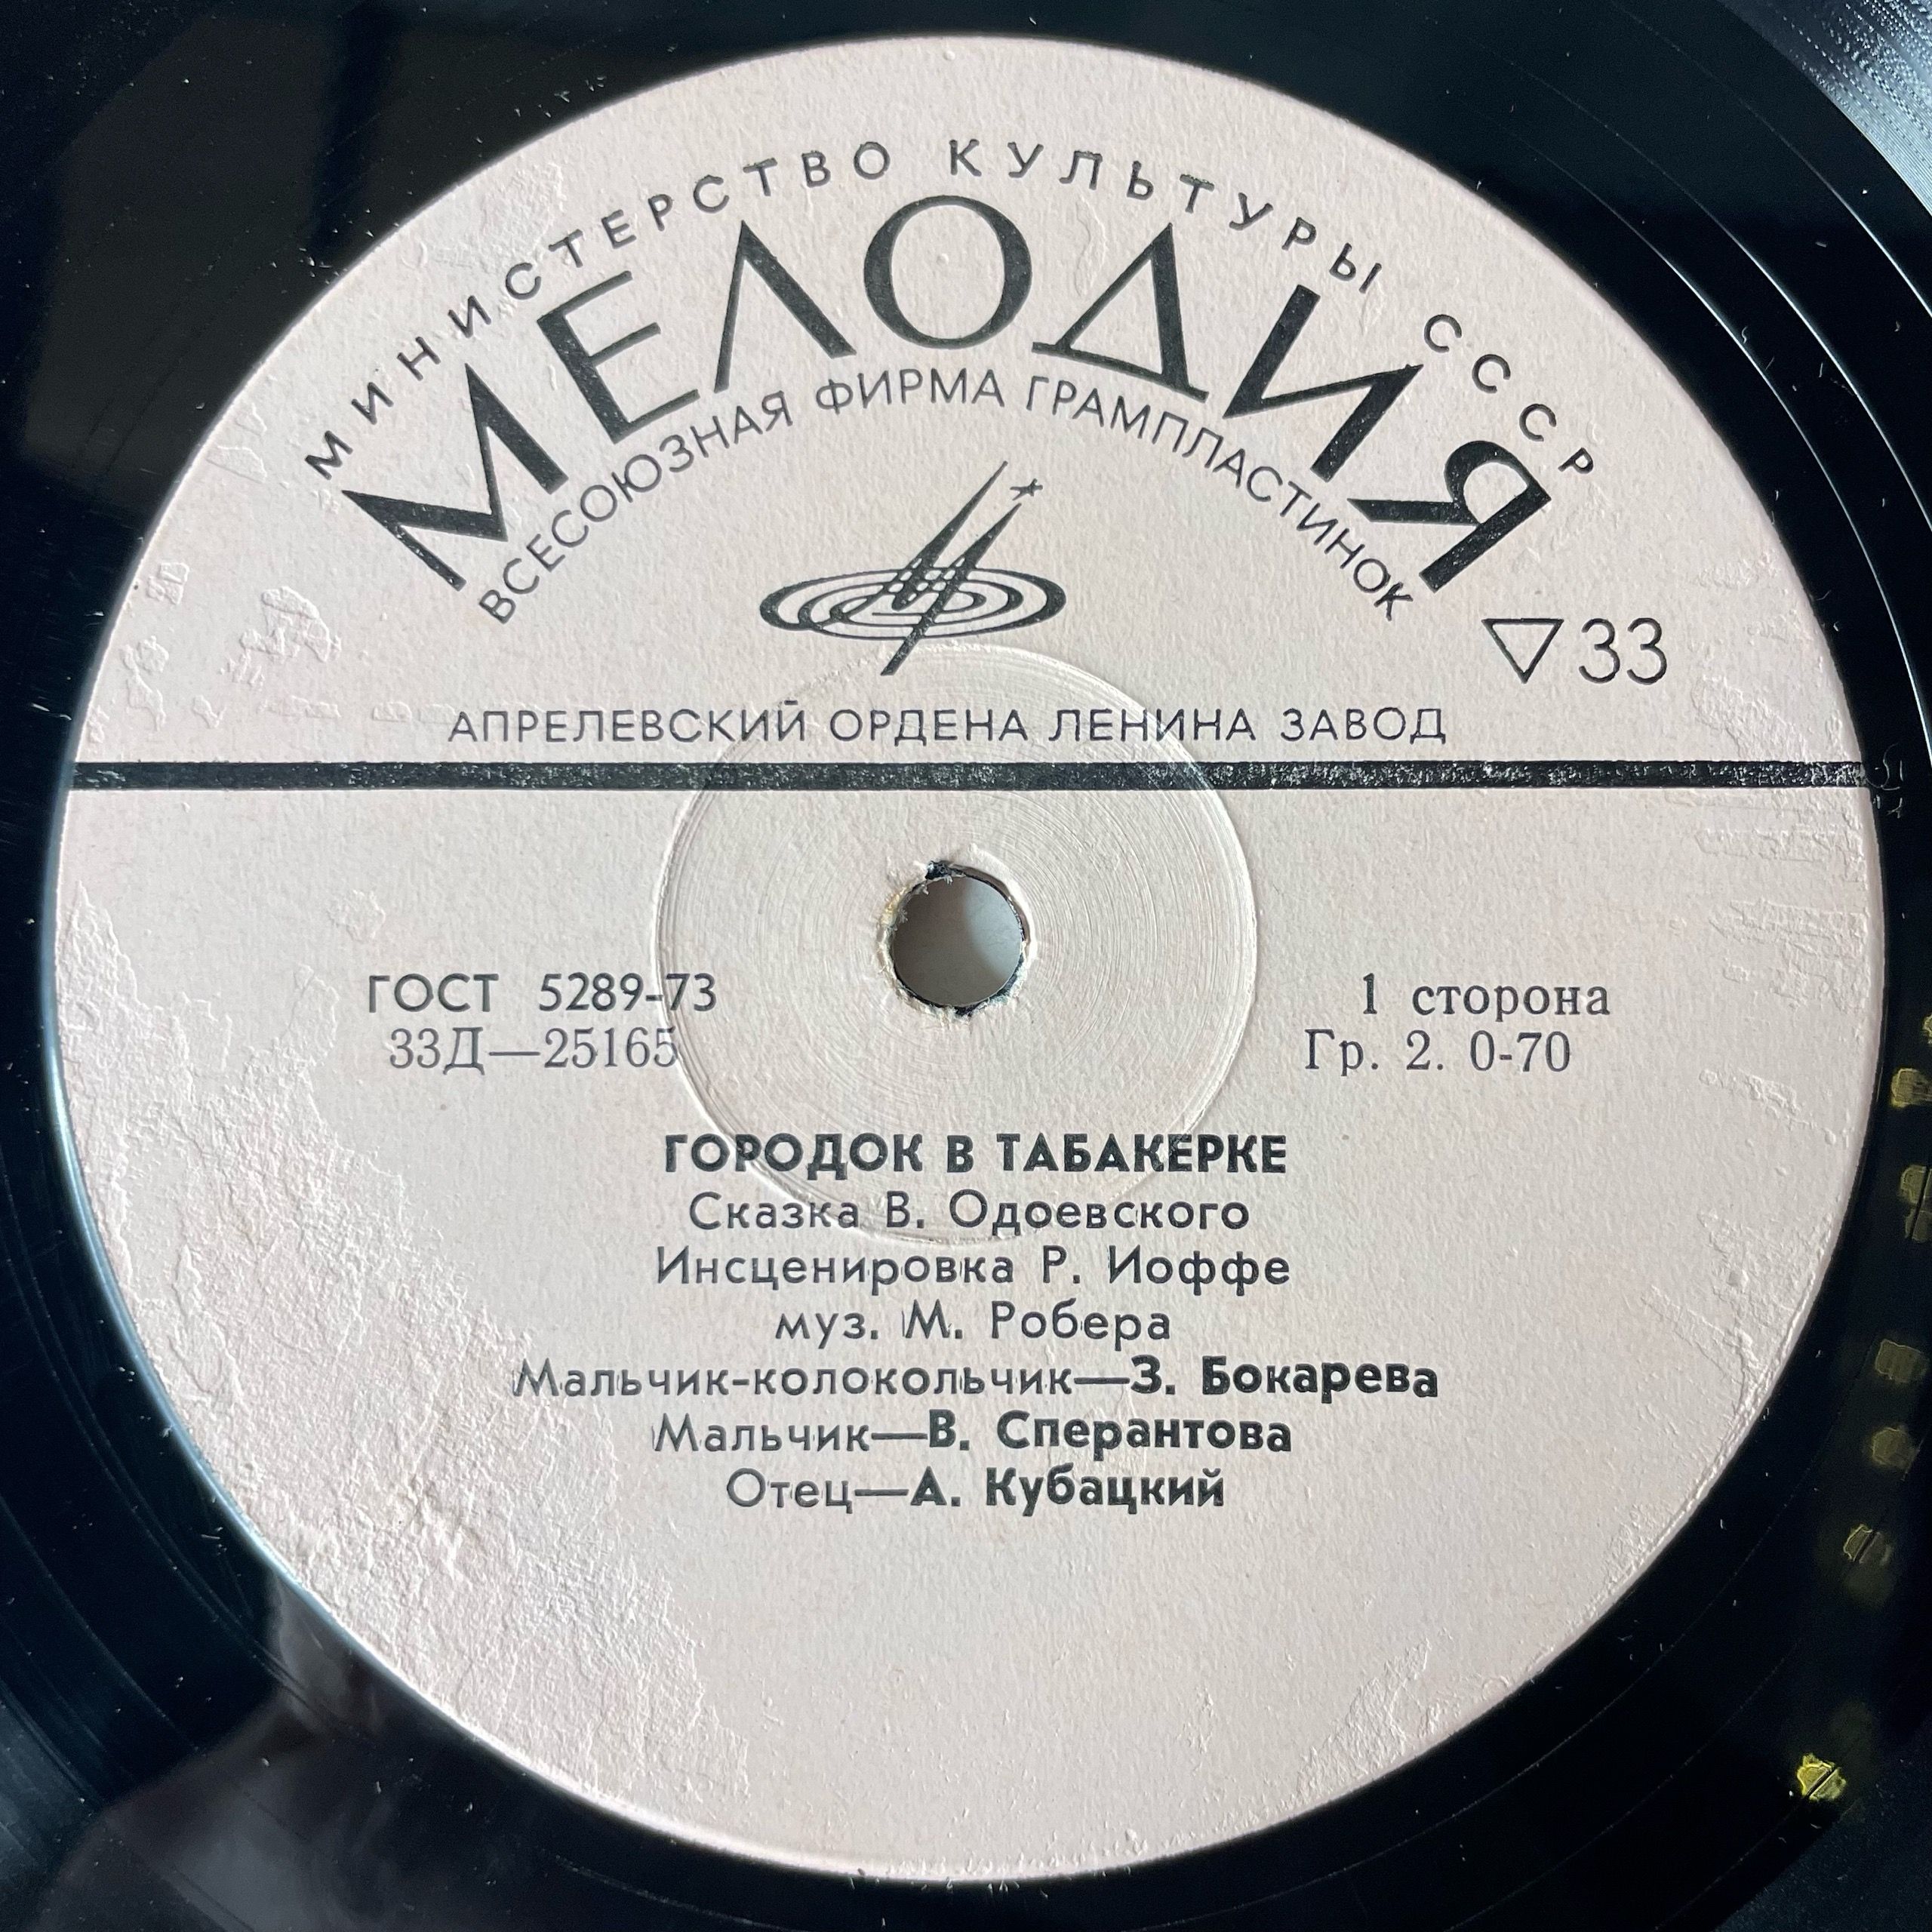 МИНИСТЕРСТВО КУЛЬТУРЫ СССР
МЕЛОДИЯ
ВСЕСОЮЗНАЯ ФИРМА ГРАМПЛАСТИНОК
▽33
АПРЕЛЕВСКИЙ ОРДЕНА ЛЕНИНА ЗАВОД
ГОСТ 5289-73
33Д—25165
1 сторона
Гр. 2. 0-70
ГОРОДОК В ТАБАКЕРКЕ
Сказка В. Одоевского
Инсценировка Р. Иоффе
муз. М. Робера
Мальчик-колокольчик—З. Бокарева
Мальчик—В. Сперантова
Отец—А. Кубацкий